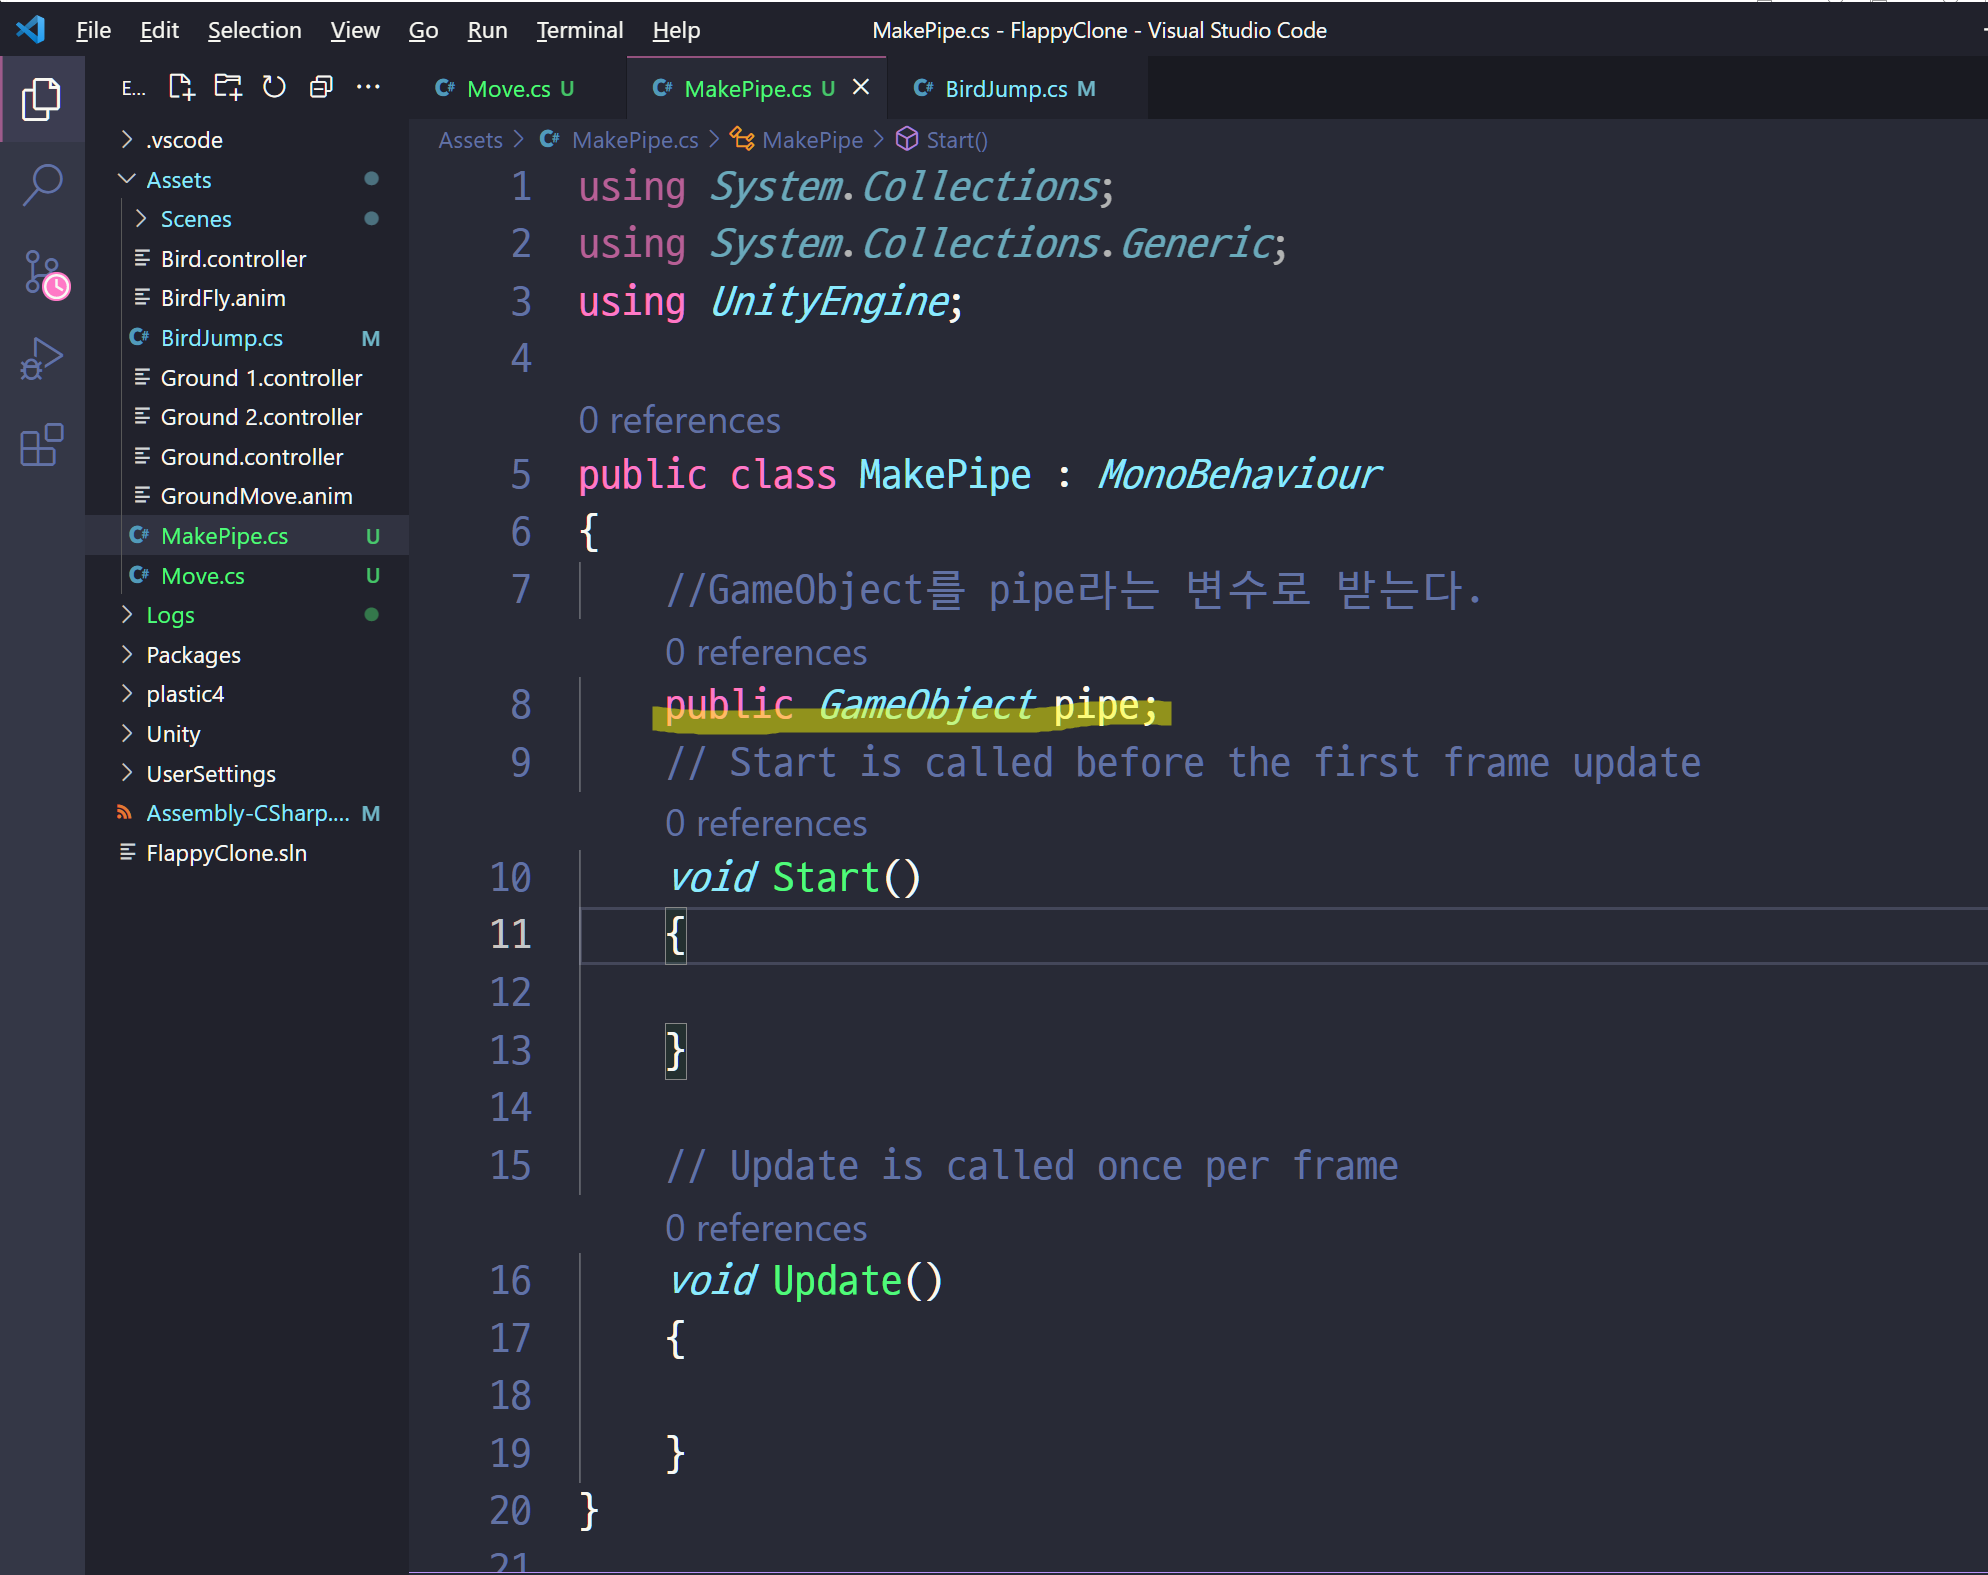 File Edit Selection View Go Run Terminal Help MakePipe.cs - FlappyClone - Visual Studio Code
E...
.vscode
Assets
Scenes
Bird.controller
BirdFly.anim
BirdJump.cs M
Ground 1.controller
Ground 2.controller
Ground.controller
GroundMove.anim
MakePipe.cs U
Move.cs U
Logs
Packages
plastic4
Unity
UserSettings
Assembly-CSharp.... M
FlappyClone.sln
Move.cs U MakePipe.cs U BirdJump.cs M
Assets > MakePipe.cs > MakePipe > Start()
1 using System.Collections;
2 using System.Collections.Generic;
3 using UnityEngine;
4
0 references
5 public class MakePipe : MonoBehaviour
6 {
7 //GameObject를 pipe라는 변수로 받는다.
0 references
8 public GameObject pipe;
9 // Start is called before the first frame update
0 references
10 void Start()
11 {
12
13 }
14
15 // Update is called once per frame
0 references
16 void Update()
17 {
18
19 }
20 }
21